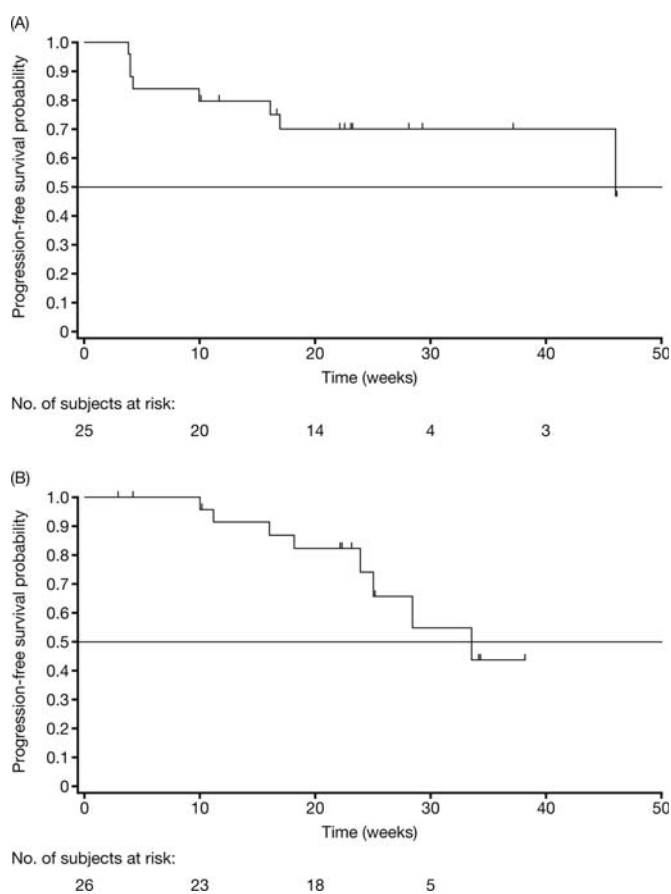 (A)
Progression-free survival probability
1.0
0.9
0.8
0.7
0.6
0.5
0.4
0.3
0.2
0.1
0
0 10 20 30 40 50
Time (weeks)
No. of subjects at risk:
25 20 14 4 3
(B)
Progression-free survival probability
1.0
0.9
0.8
0.7
0.6
0.5
0.4
0.3
0.2
0.1
0
0 10 20 30 40 50
Time (weeks)
No. of subjects at risk:
26 23 18 5